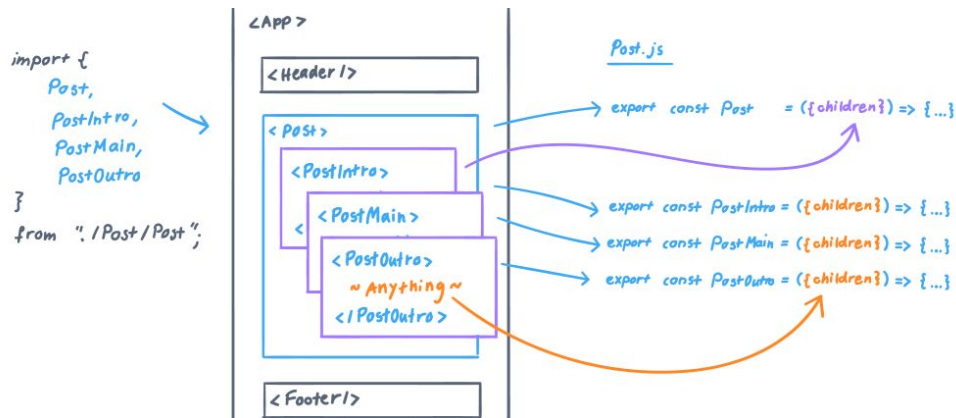 import {
Post,
PostIntro,
PostMain,
PostOutro
}
from "./Post/Post";
<App>
<Header/>
<Post>
<PostIntro>
<
<PostMain>
<
<PostOutro>
~ Anything ~
</PostOutro>
<Footer/>
Post.js
export const Post = ({children}) => {...}
export const PostIntro = ({children}) => {...}
export const PostMain = ({children}) => {...}
export const PostOutro = ({children}) => {...}